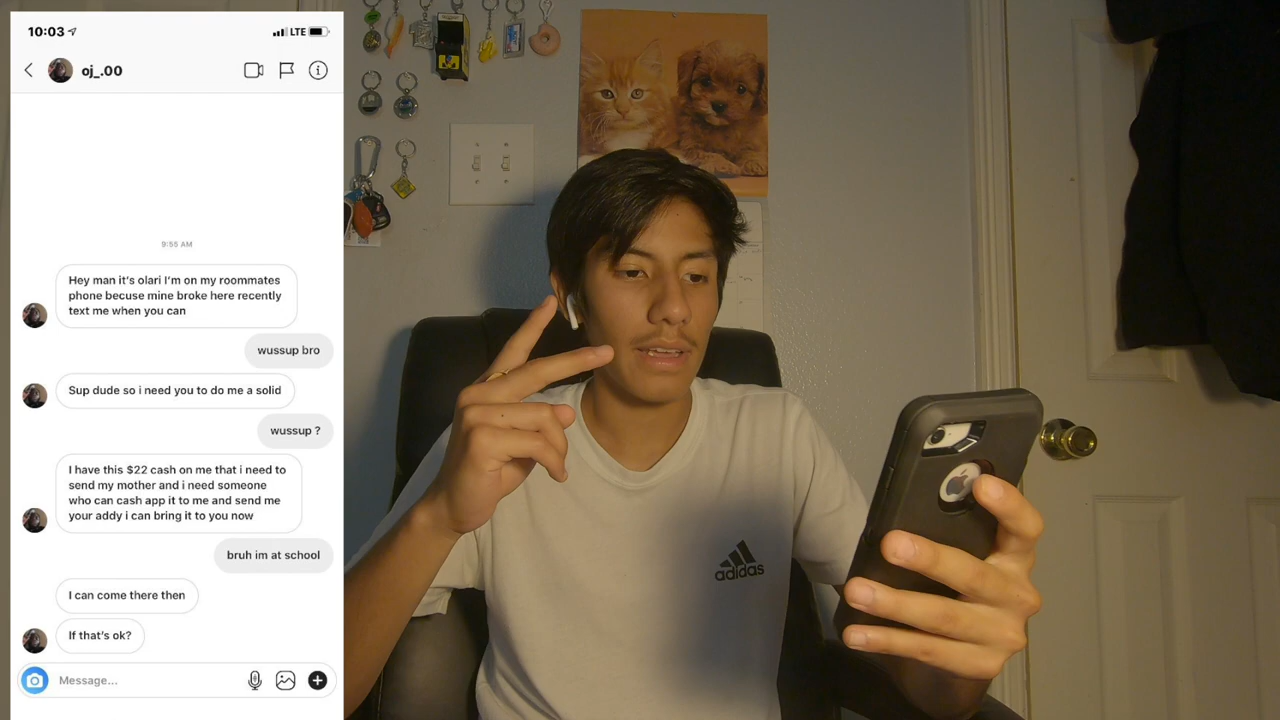 10:03
LTE
oj_.00
9:55 AM
Hey man it's olari I'm on my roommates
phone becuse mine broke here recently
text me when you can
wussup bro
Sup dude so i need you to do me a solid
wussup ?
I have this $22 cash on me that i need to
send my mother and i need someone
who can cash app it to me and send me
your addy i can bring it to you now
bruh im at school
I can come there then
If that's ok?
Message...
adidas